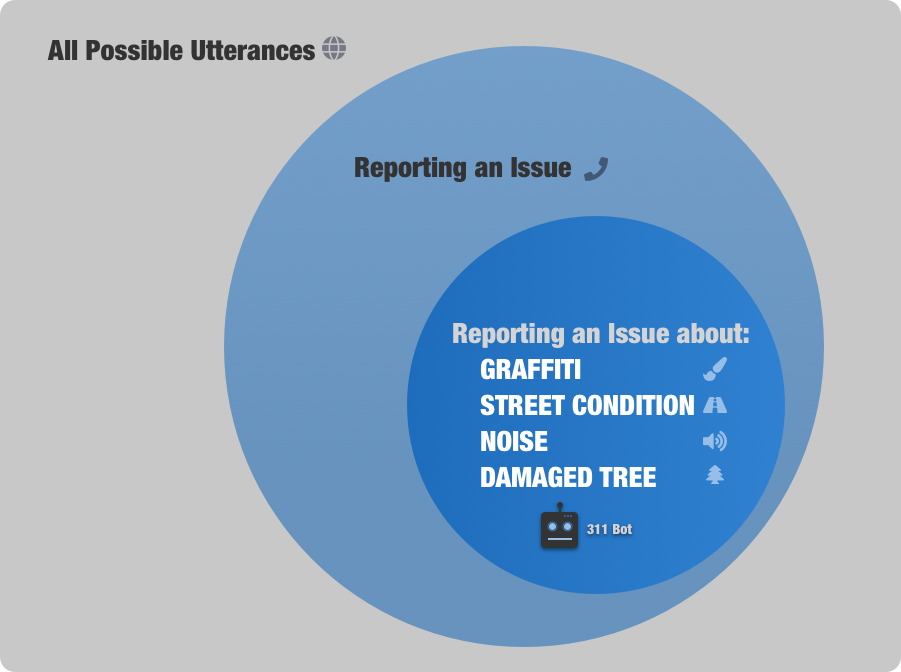 All Possible Utterances
Reporting an Issue
Reporting an Issue about:
GRAFFITI
STREET CONDITION
NOISE
DAMAGED TREE
311 Bot